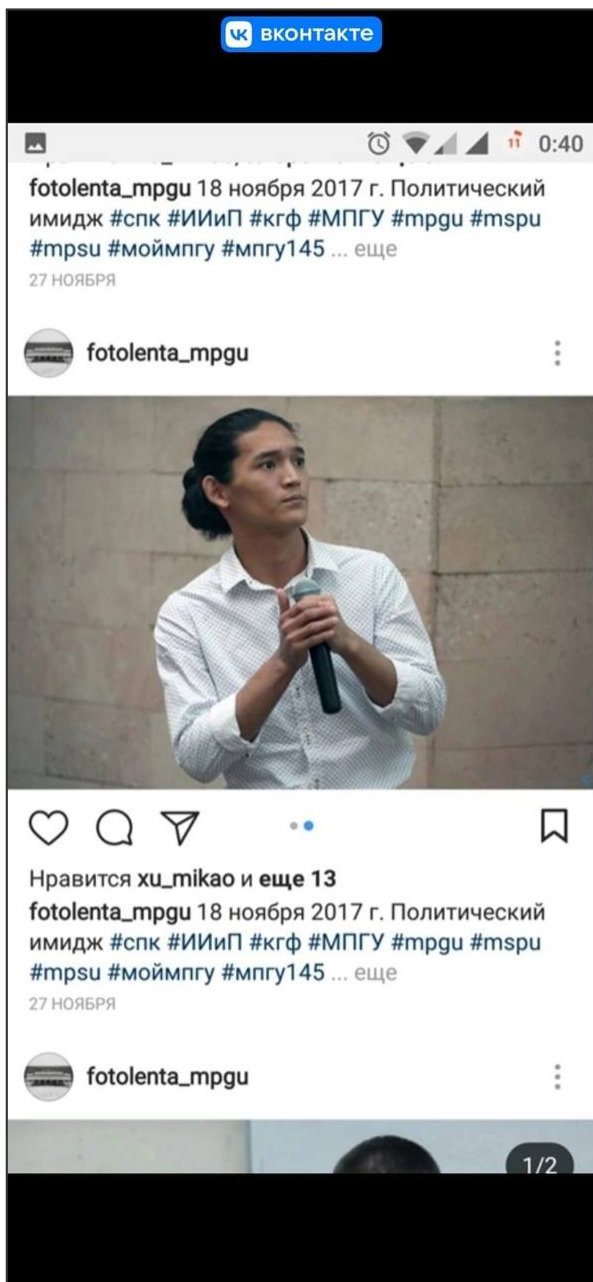 вконтакте
11 0:40
fotolenta_mpgu 18 ноября 2017 г. Политический
имидж #спк #ИИиП #кгф #МПГУ #mpgu #mspu
#mpsu #моймпгу #мпгу145 ... еще
27 НОЯБРЯ
fotolenta_mpgu
Нравится xu_mikao и еще 13
fotolenta_mpgu 18 ноября 2017 г. Политический
имидж #спк #ИИиП #кгф #МПГУ #mpgu #mspu
#mpsu #моймпгу #мпгу145 ... еще
27 НОЯБРЯ
fotolenta_mpgu
1/2